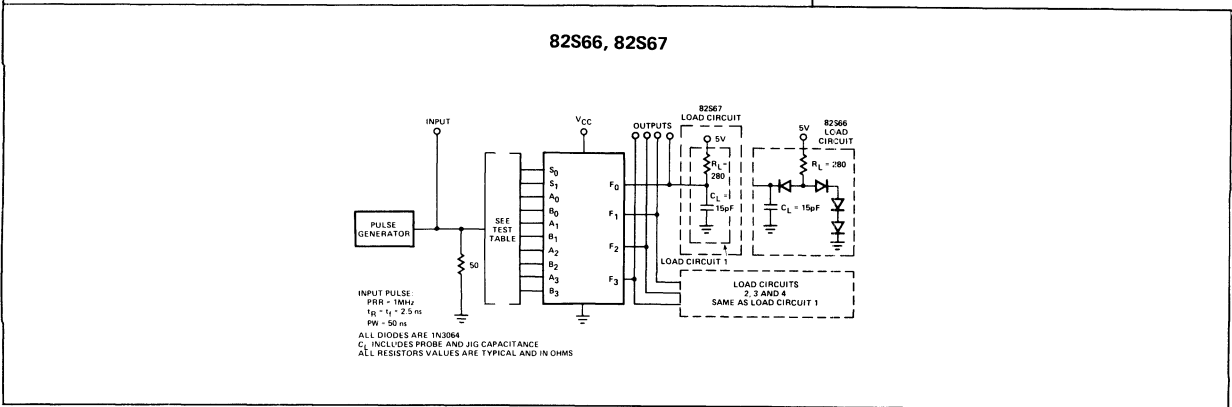 82S66, 82S67
INPUT
VCC
OUTPUTS
82S67
LOAD CIRCUIT
5V
RL =
280
CL =
15pF
LOAD CIRCUIT 1
82S66
LOAD
CIRCUIT
5V
RL = 280
CL = 15pF
PULSE
GENERATOR
50
SEE
TEST
TABLE
S0
S1
A0
B0
A1
B1
A2
B2
A3
B3
F0
F1
F2
F3
LOAD CIRCUITS
2, 3 AND 4
SAME AS LOAD CIRCUIT 1
INPUT PULSE:
PRR = 1MHz
tR = tf = 2.5 ns
PW = 50 ns
ALL DIODES ARE 1N3064
CL INCLUDES PROBE AND JIG CAPACITANCE
ALL RESISTORS VALUES ARE TYPICAL AND IN OHMS